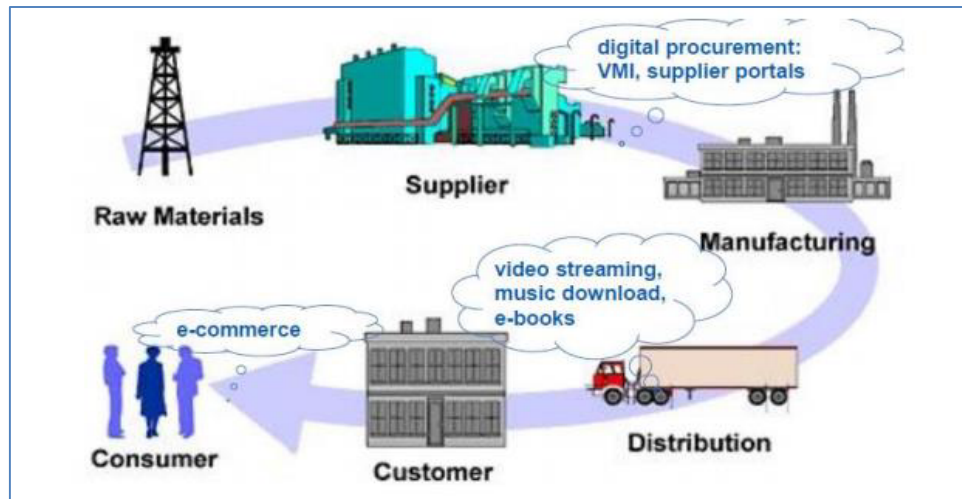 digital procurement:
VMI, supplier portals
Supplier
Raw Materials
Manufacturing
video streaming,
music download,
e-books
e-commerce
Distribution
Consumer
Customer